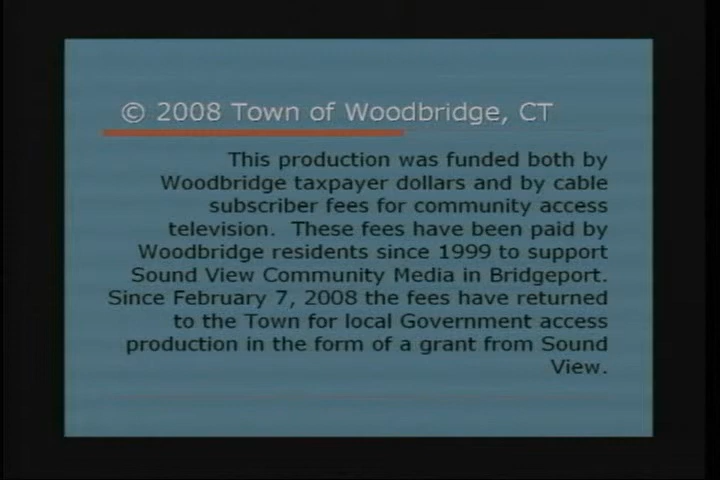 © 2008 Town of Woodbridge, CT
This production was funded both by
Woodbridge taxpayer dollars and by cable
subscriber fees for community access
television.  These fees have been paid by
Woodbridge residents since 1999 to support
Sound View Community Media in Bridgeport.
Since February 7, 2008 the fees have returned
to the Town for local Government access
production in the form of a grant from Sound
View.